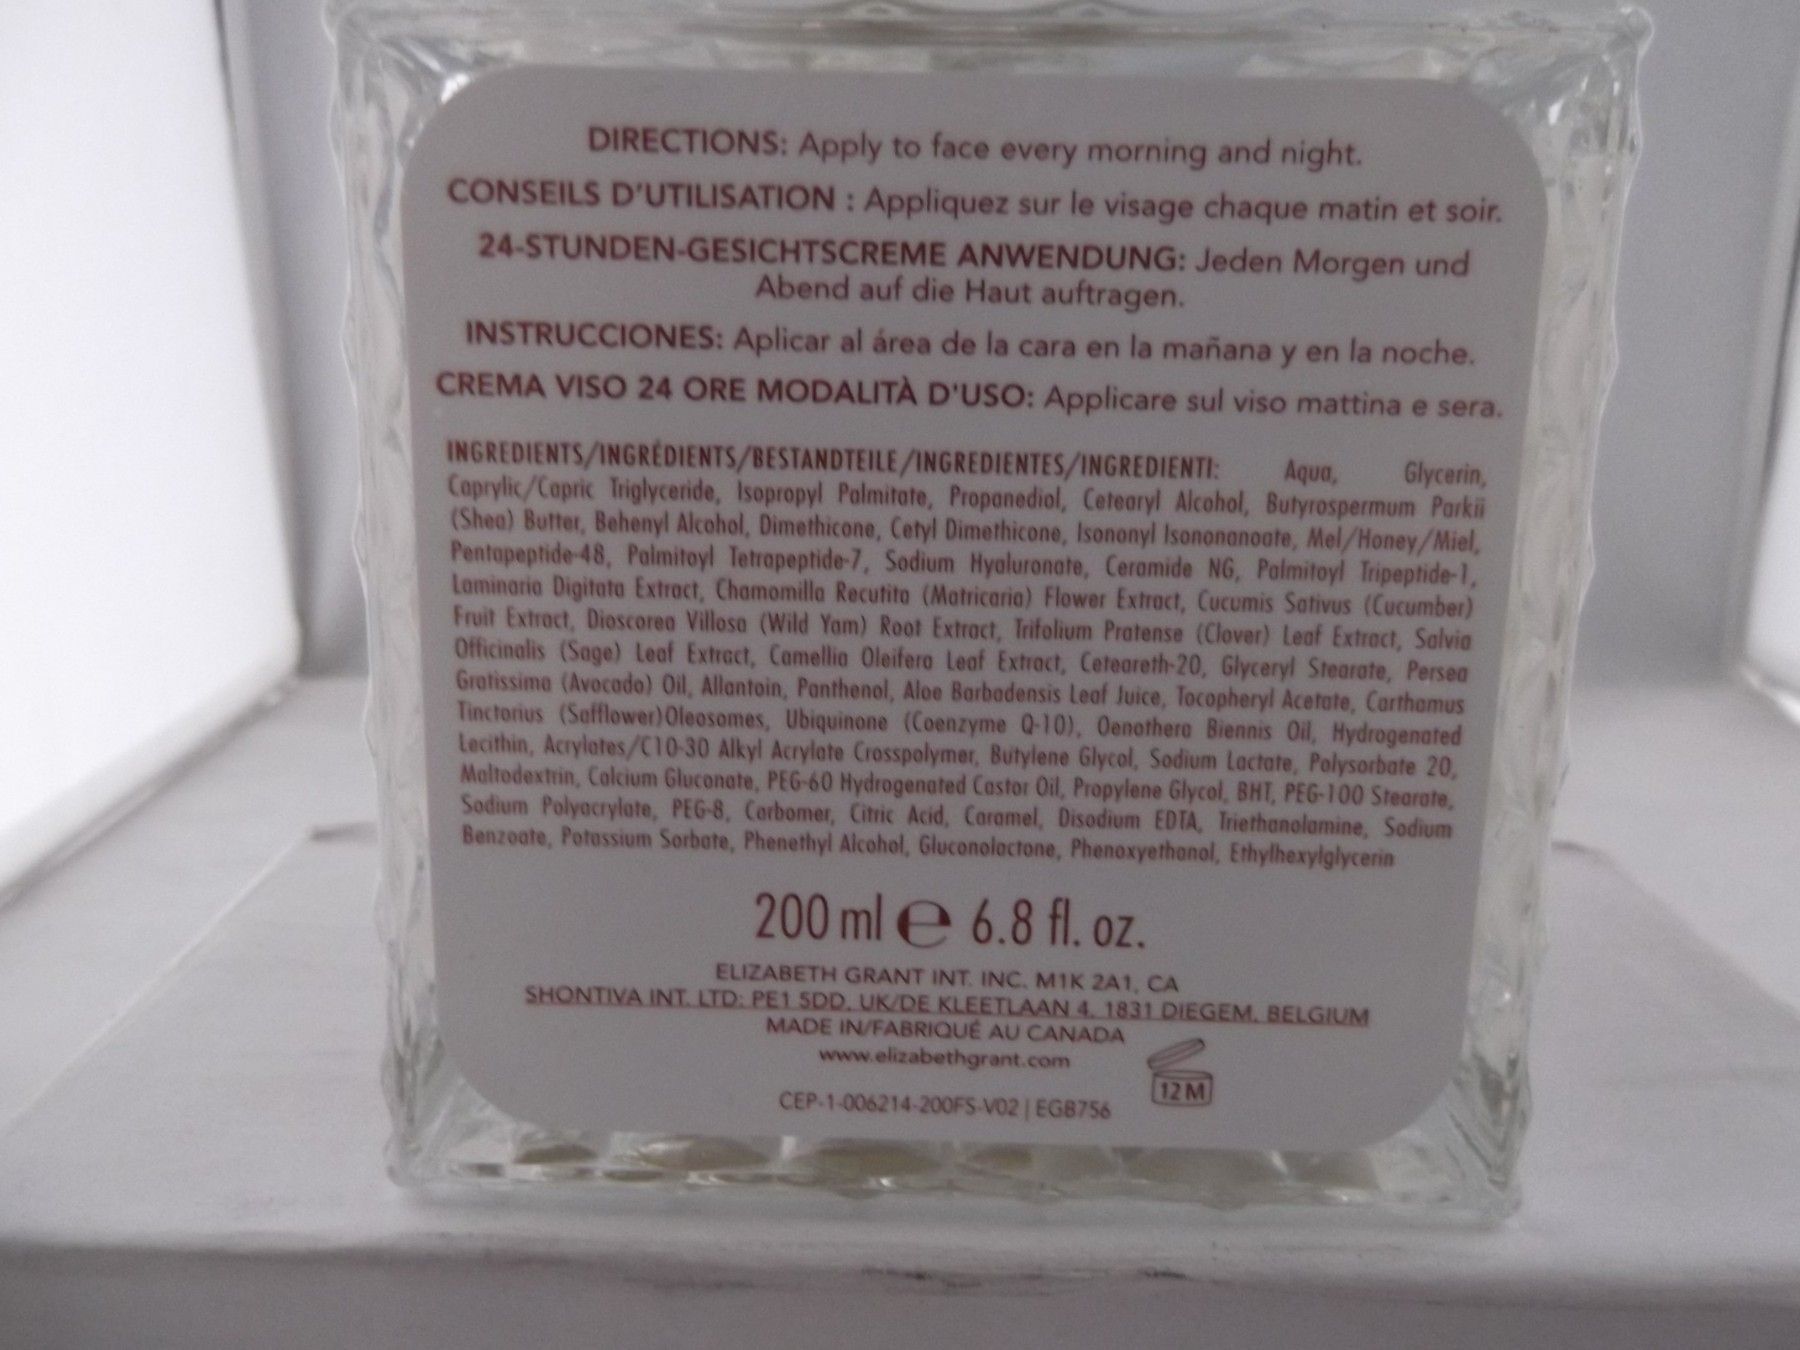 DIRECTIONS: Apply to face every morning and night.
CONSEILS D'UTILISATION : Appliquez sur le visage chaque matin et soir.
24-STUNDEN-GESICHTSCREME ANWENDUNG: Jeden Morgen und
Abend auf die Haut auftragen.
INSTRUCCIONES: Aplicar al área de la cara en la mañana y en la noche.
CREMA VISO 24 ORE MODALITÀ D'USO: Applicare sul viso mattina e sera.
INGREDIENTS/INGRÉDIENTS/BESTANDTEILE/INGREDIENTES/INGREDIENTI: Aqua, Glycerin,
Caprylic/Capric Triglyceride, Isopropyl Palmitate, Propanediol, Cetearyl Alcohol, Butyrospermum Parkii
(Shea) Butter, Behenyl Alcohol, Dimethicone, Cetyl Dimethicone, Isononyl Isononanoate, Mel/Honey/Miel,
Pentapeptide-48, Palmitoyl Tetrapeptide-7, Sodium Hyaluronate, Ceramide NG, Palmitoyl Tripeptide-1,
Laminaria Digitata Extract, Chamomilla Recutita (Matricaria) Flower Extract, Cucumis Sativus (Cucumber)
Fruit Extract, Dioscorea Villosa (Wild Yam) Root Extract, Trifolium Pratense (Clover) Leaf Extract, Salvia
Officinalis (Sage) Leaf Extract, Camellia Oleifera Leaf Extract, Ceteareth-20, Glyceryl Stearate, Persea
Gratissima (Avocado) Oil, Allantoin, Panthenol, Aloe Barbadensis Leaf Juice, Tocopheryl Acetate, Carthamus
Tinctorius (Safflower)Oleosomes, Ubiquinone (Coenzyme Q-10), Oenothera Biennis Oil, Hydrogenated
Lecithin, Acrylates/C10-30 Alkyl Acrylate Crosspolymer, Butylene Glycol, Sodium Lactate, Polysorbate 20,
Maltodextrin, Calcium Gluconate, PEG-60 Hydrogenated Castor Oil, Propylene Glycol, BHT, PEG-100 Stearate,
Sodium Polyacrylate, PEG-8, Carbomer, Citric Acid, Caramel, Disodium EDTA, Triethanolamine, Sodium
Benzoate, Potassium Sorbate, Phenethyl Alcohol, Gluconolactone, Phenoxyethanol, Ethylhexylglycerin
200 ml e 6.8 fl. oz.
ELIZABETH GRANT INT. INC. M1K 2A1, CA
SHONTIVA INT. LTD: PE1 5DD, UK/DE KLEETLAAN 4, 1831 DIEGEM, BELGIUM
MADE IN/FABRIQUÉ AU CANADA
www.elizabethgrant.com
12 M
CEP-1-006214-200FS-V02 | EGB756